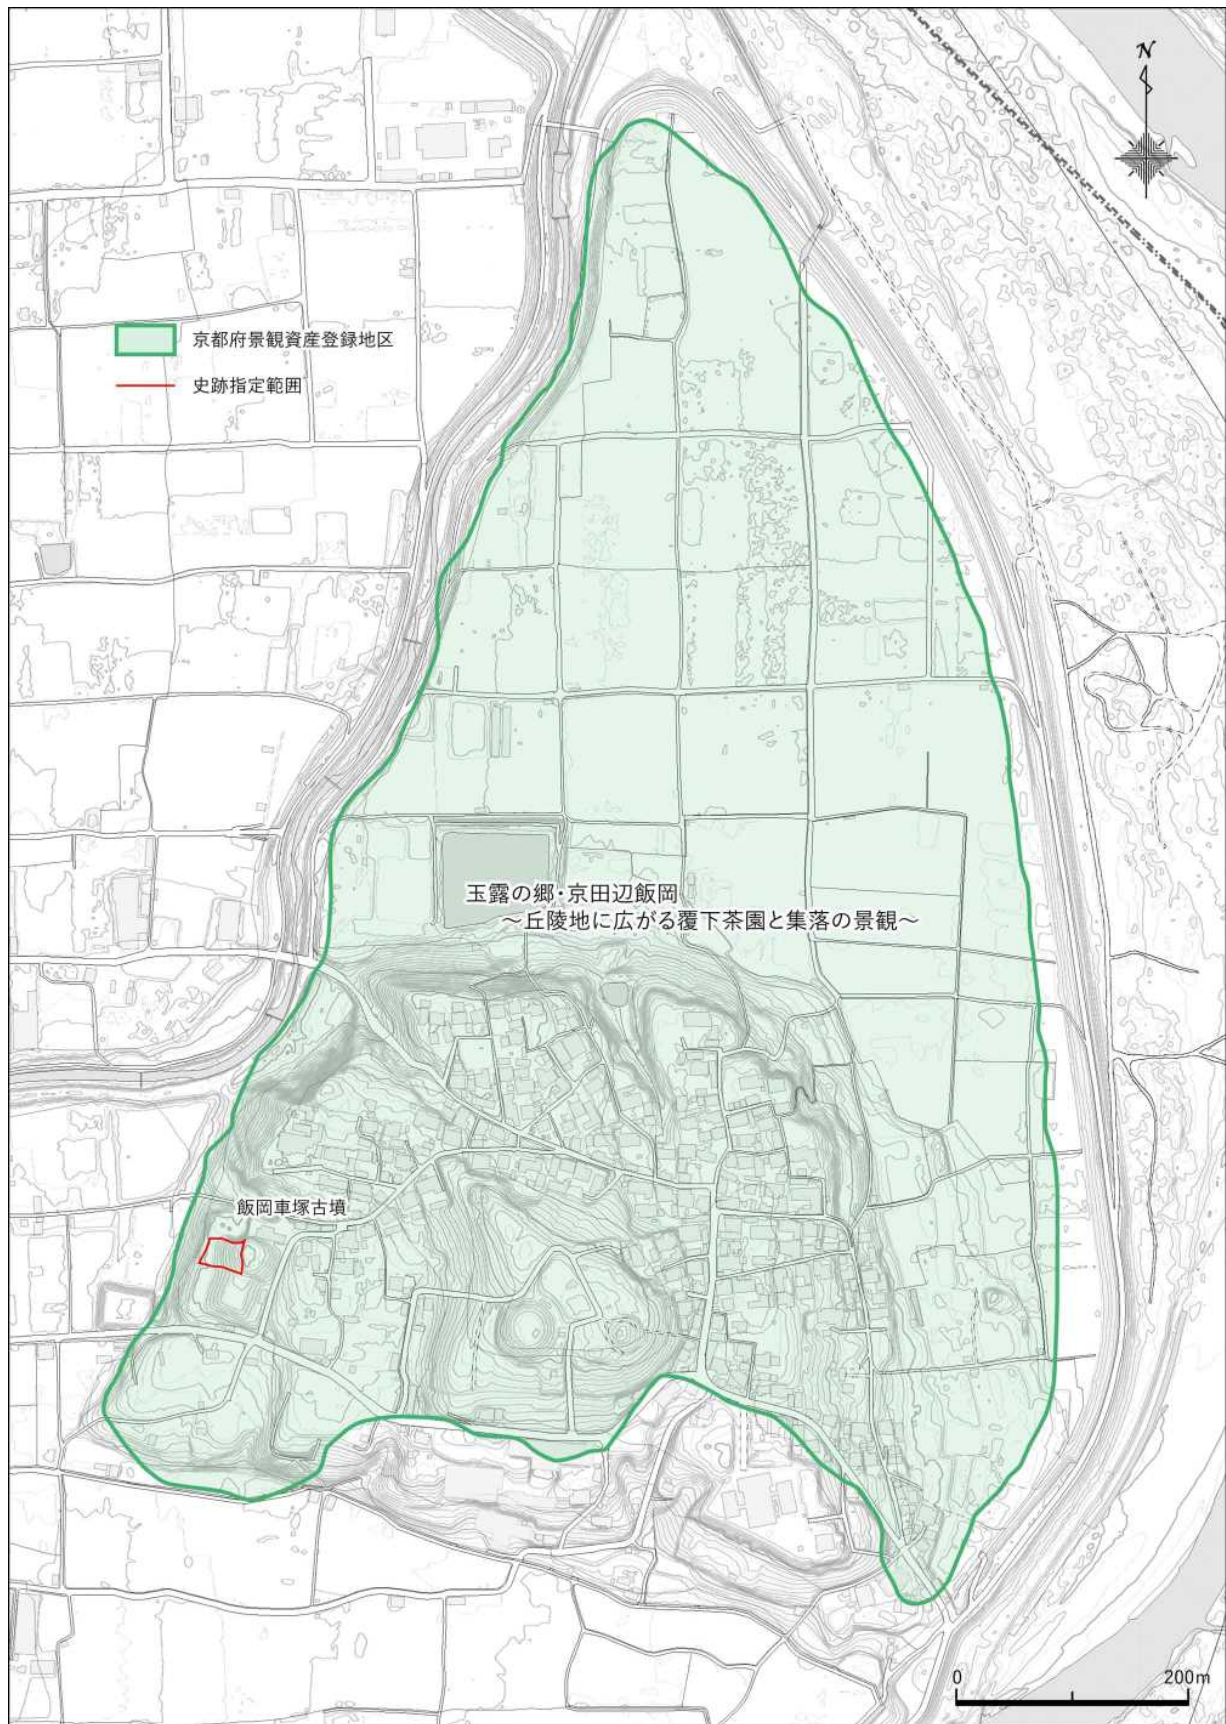 N
京都府景観資産登録地区
史跡指定範囲
玉露の郷・京田辺飯岡
～丘陵地に広がる覆下茶園と集落の景観～
飯岡車塚古墳
0 200m